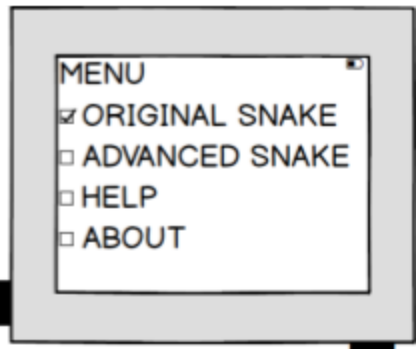 MENU
ORIGINAL SNAKE
ADVANCED SNAKE
HELP
ABOUT